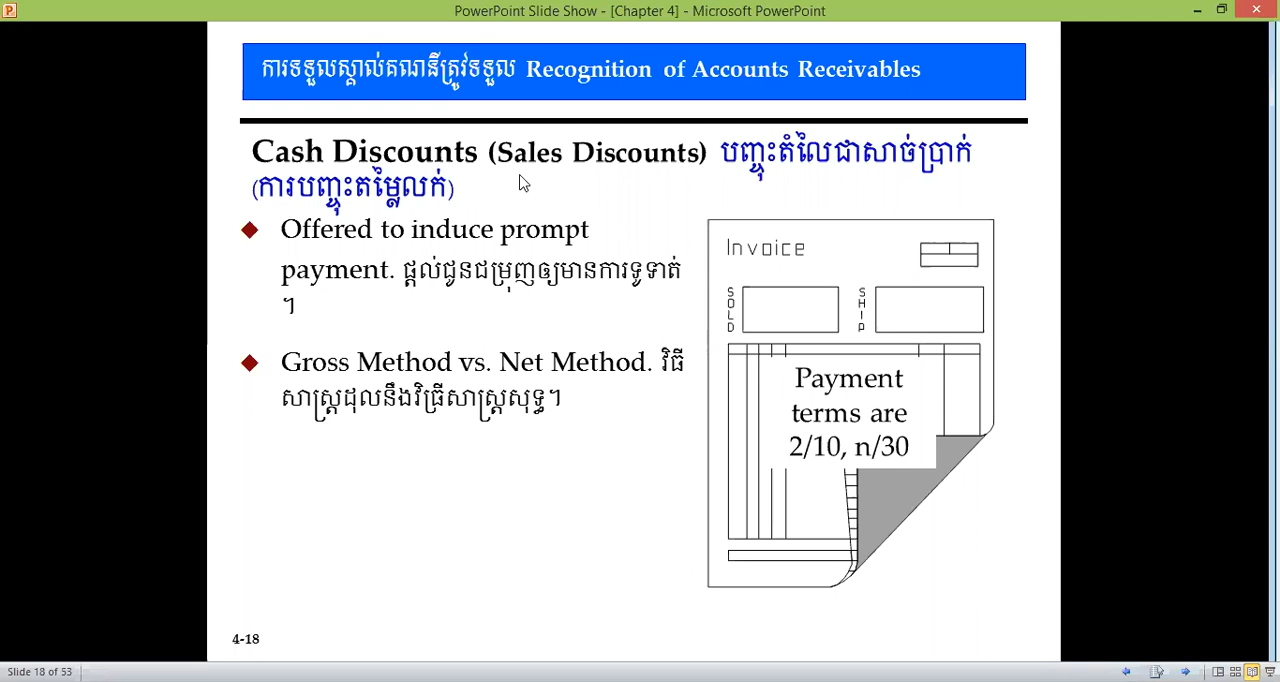 PowerPoint Slide Show - [Chapter 4] - Microsoft PowerPoint
ការទទួលស្គាល់គណនីត្រូវទទួល Recognition of Accounts Receivables
Cash Discounts (Sales Discounts) បញ្ចុះតំលៃជាសាច់ប្រាក់
(ការបញ្ចុះតម្លៃលក់)
Offered to induce prompt
payment. ផ្តល់ជូនជម្រុញឲ្យមានការទូទាត់
។
Gross Method vs. Net Method. វិធី
សាស្ត្រដុលនឹងវិធីសាស្ត្រសុទ្ធ។
Invoice
SOLD
SHIP
Payment
terms are
2/10, n/30
4-18
Slide 18 of 53